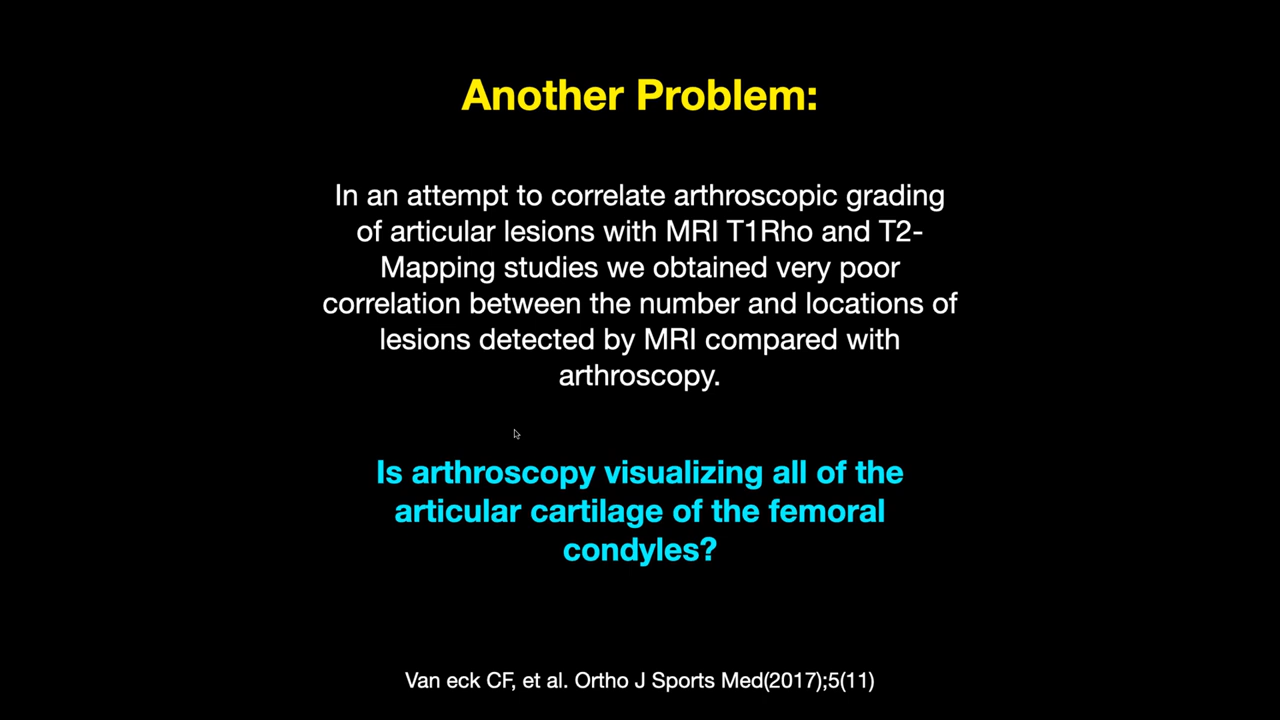 Another Problem:
In an attempt to correlate arthroscopic grading
of articular lesions with MRI T1Rho and T2-
Mapping studies we obtained very poor
correlation between the number and locations of
lesions detected by MRI compared with
arthroscopy.
Is arthroscopy visualizing all of the
articular cartilage of the femoral
condyles?
Van eck CF, et al. Ortho J Sports Med(2017);5(11)